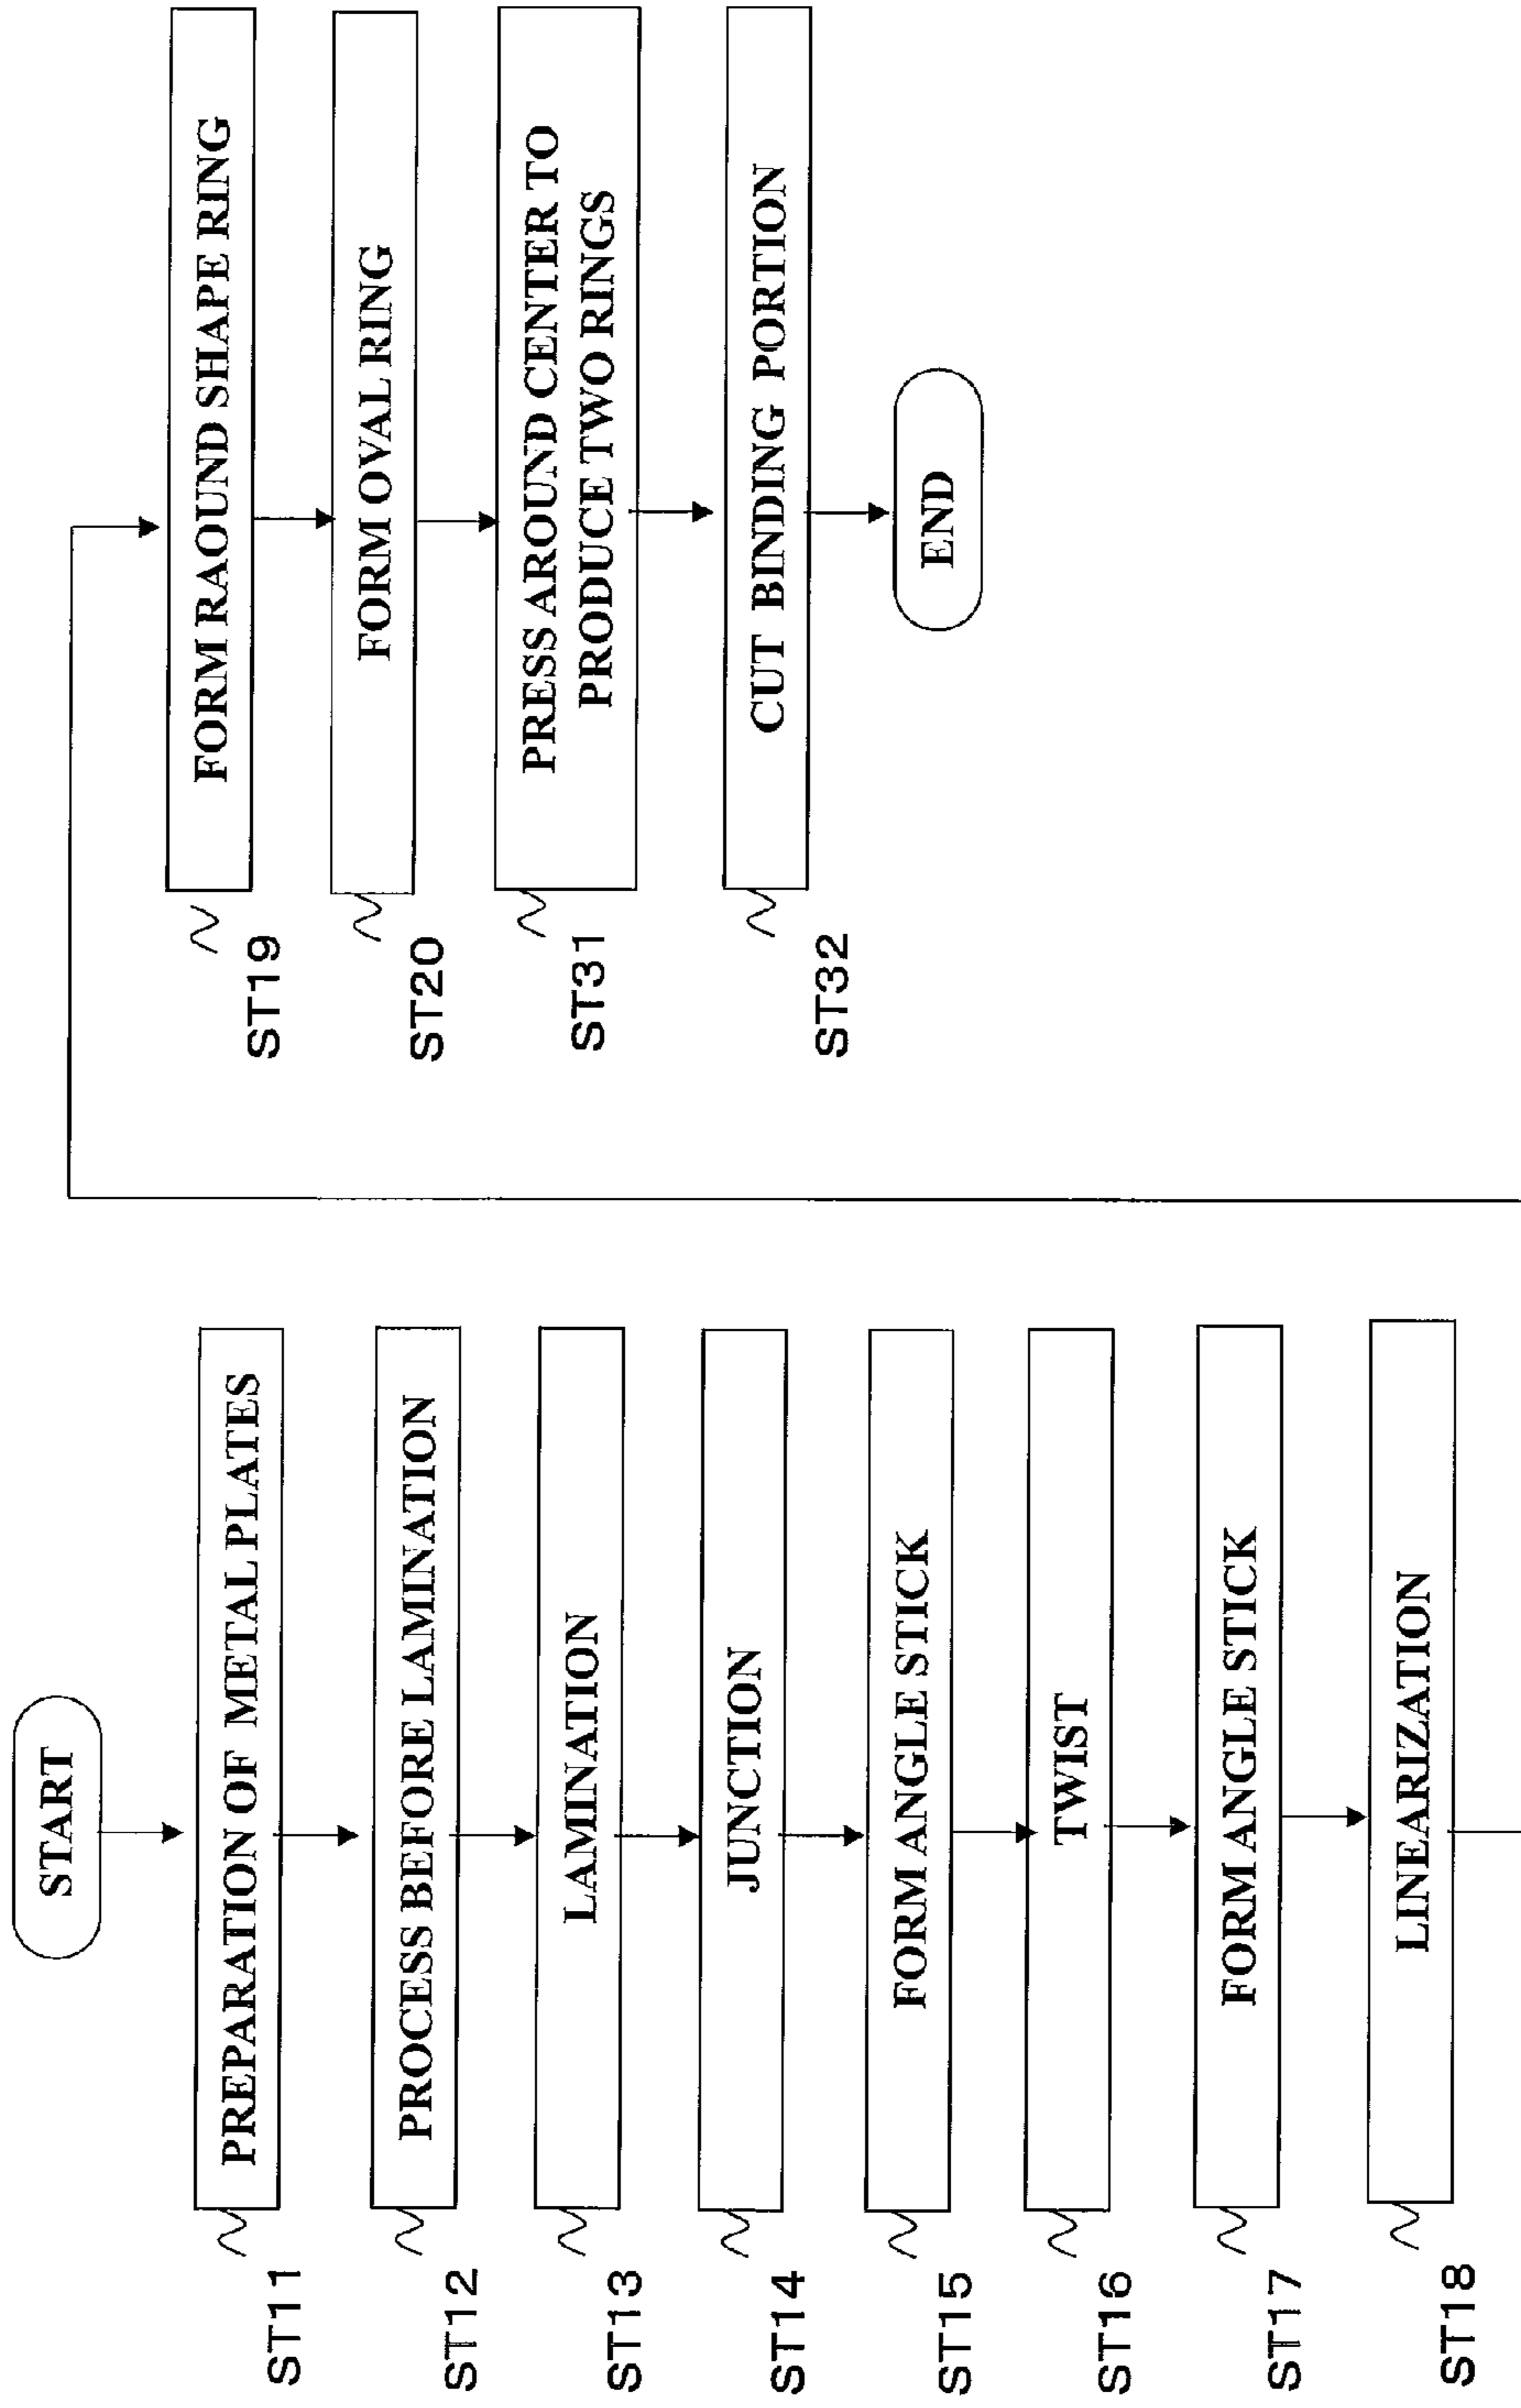 START
PREPARATION OF METAL PLATES
ST11
PROCESS BEFORE LAMINATION
ST12
LAMINATION
ST13
JUNCTION
ST14
FORM ANGLE STICK
ST15
TWIST
ST16
FORM ANGLE STICK
ST17
LINEARIZATION
ST18
FORM RAOUND SHAPE RING
ST19
FORM OVAL RING
ST20
PRESS AROUND CENTER TO
PRODUCE TWO RINGS
ST31
CUT BINDING PORTION
ST32
END